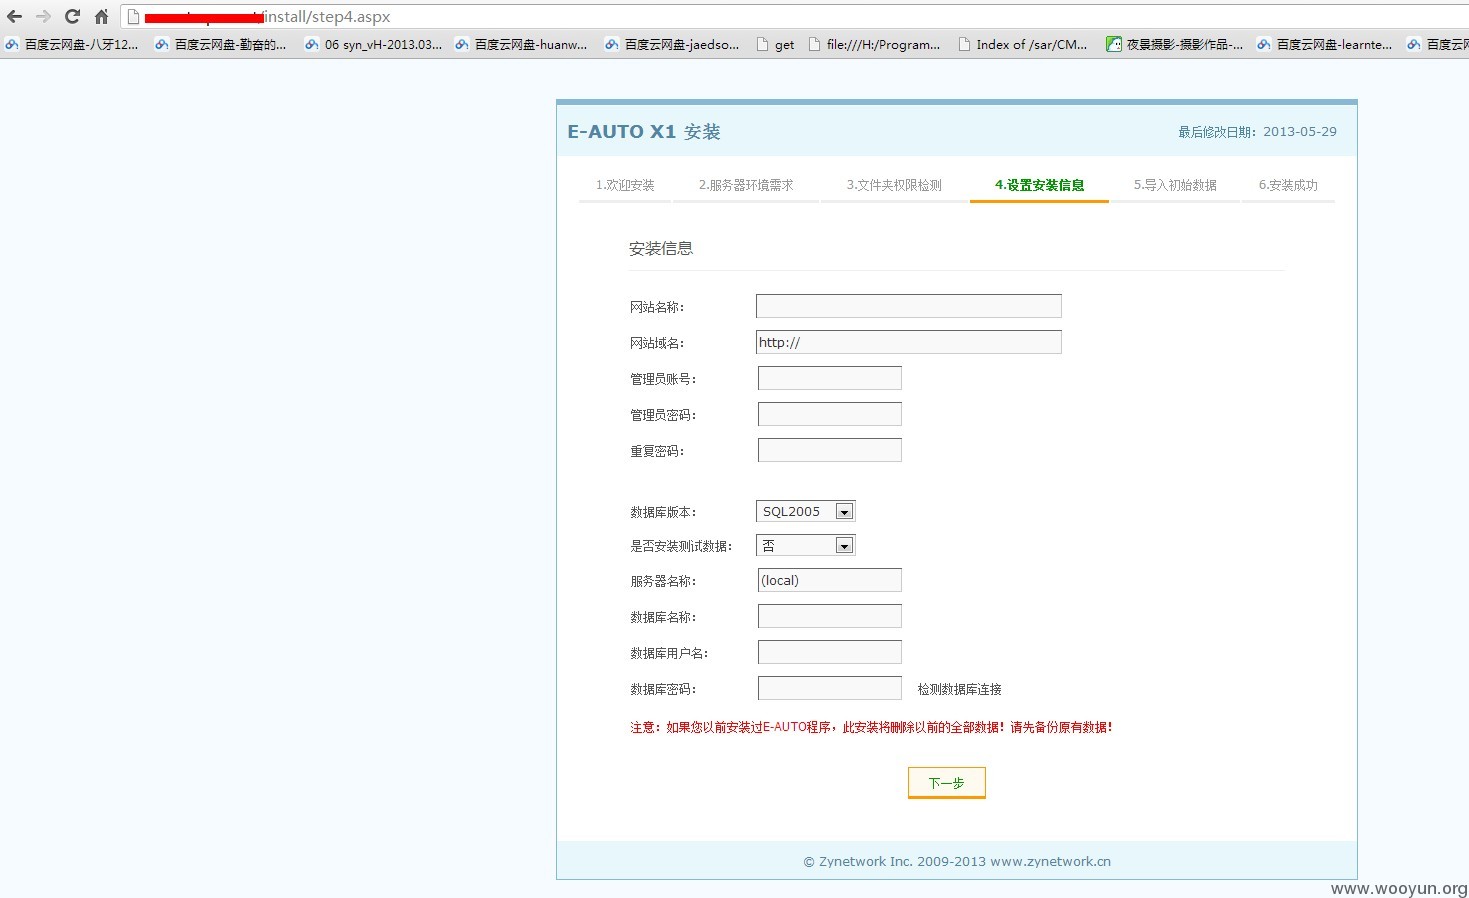 /install/step4.aspx
百度云网盘-八牙12... 百度云网盘-勤奋的... 06 syn_vH-2013.03... 百度云网盘-huanw... 百度云网盘-jaedso... get file:///H:/Program... Index of /sar/CM... 夜景摄影-摄影作品-... 百度云网盘-learnte... 百度云网
E-AUTO X1 安装 最后修改日期：2013-05-29
1.欢迎安装 2.服务器环境需求 3.文件夹权限检测 4.设置安装信息 5.导入初始数据 6.安装成功
安装信息
网站名称：
网站域名： http://
管理员账号：
管理员密码：
重复密码：
数据库版本： SQL2005
是否安装测试数据： 否
服务器名称： (local)
数据库名称：
数据库用户名：
数据库密码： 检测数据库连接
注意：如果您以前安装过E-AUTO程序，此安装将删除以前的全部数据！请先备份原有数据！
下一步
© Zynetwork Inc. 2009-2013 www.zynetwork.cn
www.wooyun.org